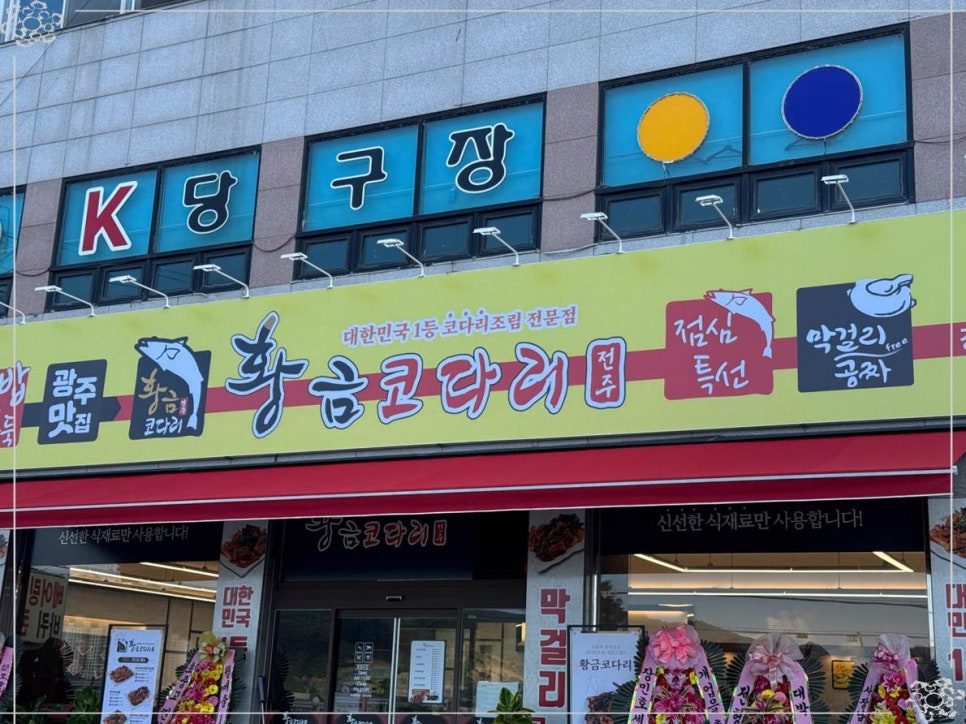 K 당구장
대한민국 1등 코다리조림 전문점
황금코다리 전주
광주
맛집
황금
코다리
점심
특선
막걸리
free
공짜
신선한 식재료만 사용합니다!
황금코다리
신선한 식재료만 사용합니다!
대한
민국
막걸리
황금코다리